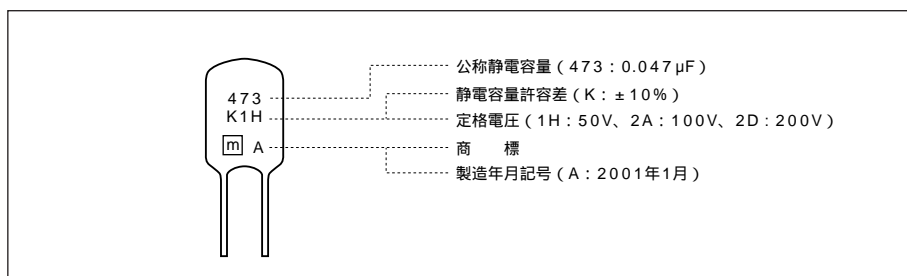 473
K1H
m A
公称静電容量(473:0.047μF)
静電容量許容差(K:±10%)
定格電圧(1H:50V、2A:100V、2D:200V)
商　標
製造年月記号(A:2001年1月)